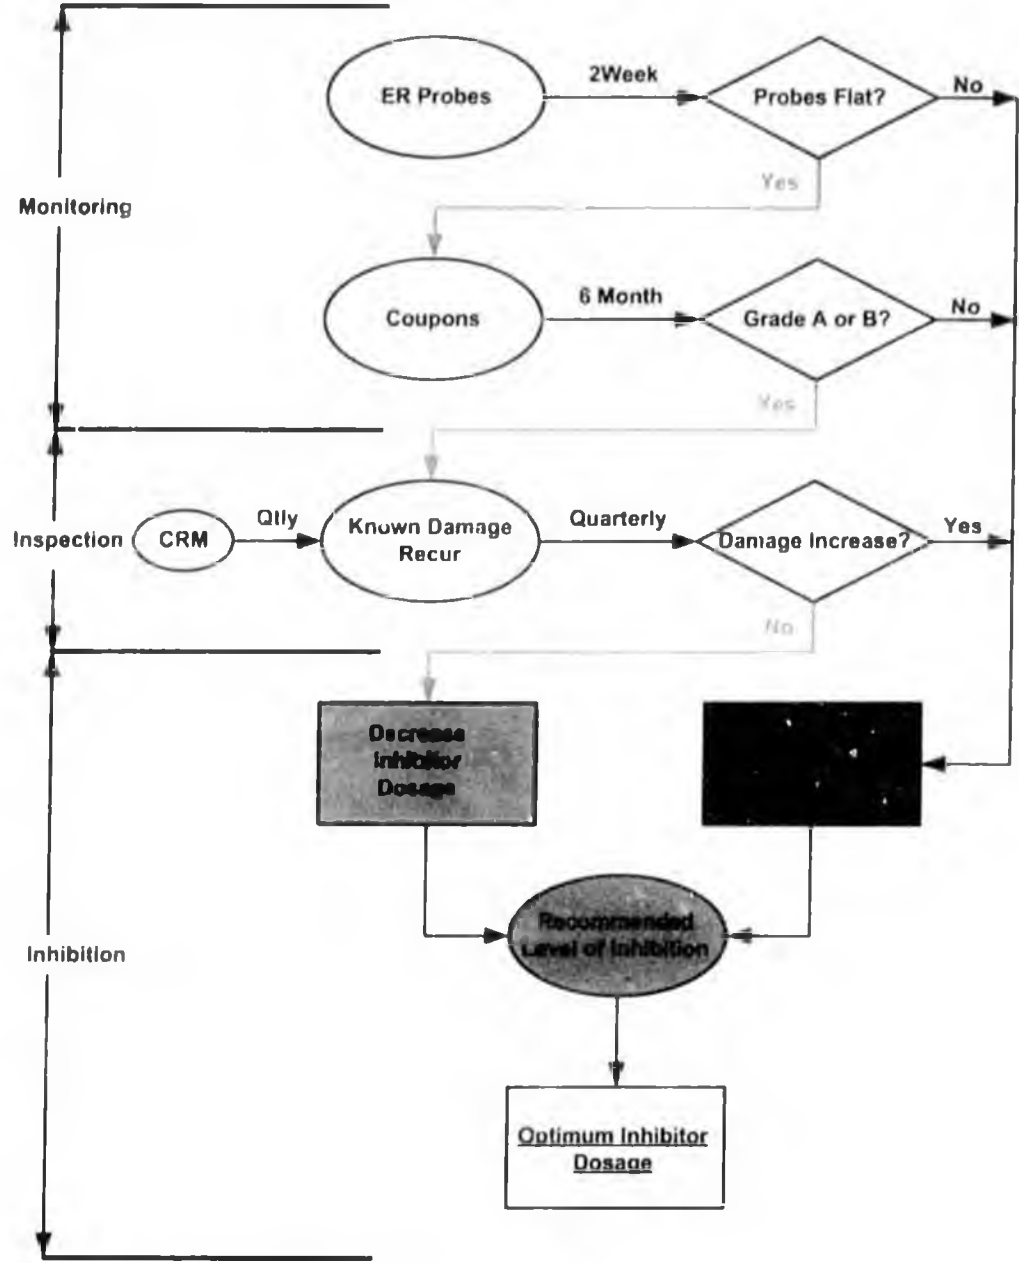 ER Probes
2Week
Probes Flat?
No
Yes
Monitoring
Coupons
6 Month
Grade A or B?
No
Yes
Inspection
CRM
Qtly
Known Damage
Recur
Quarterly
Damage Increase?
Yes
No
Decrease
Inhibitor
Dosage
Recommended
Level of Inhibition
Inhibition
Optimum Inhibitor
Dosage